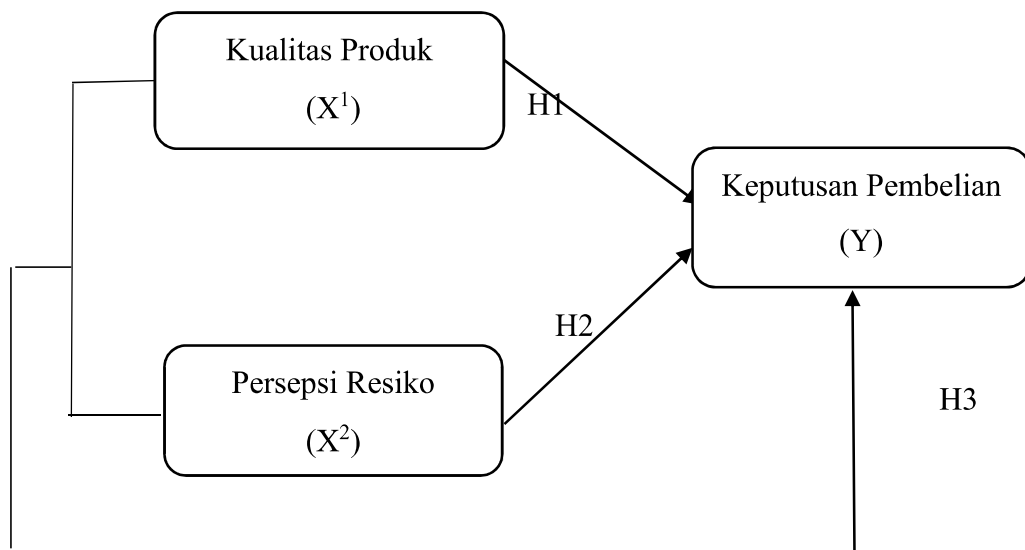 Kualitas Produk
(X¹)
H1
Keputusan Pembelian
(Y)
H2
Persepsi Resiko
(X²)
H3